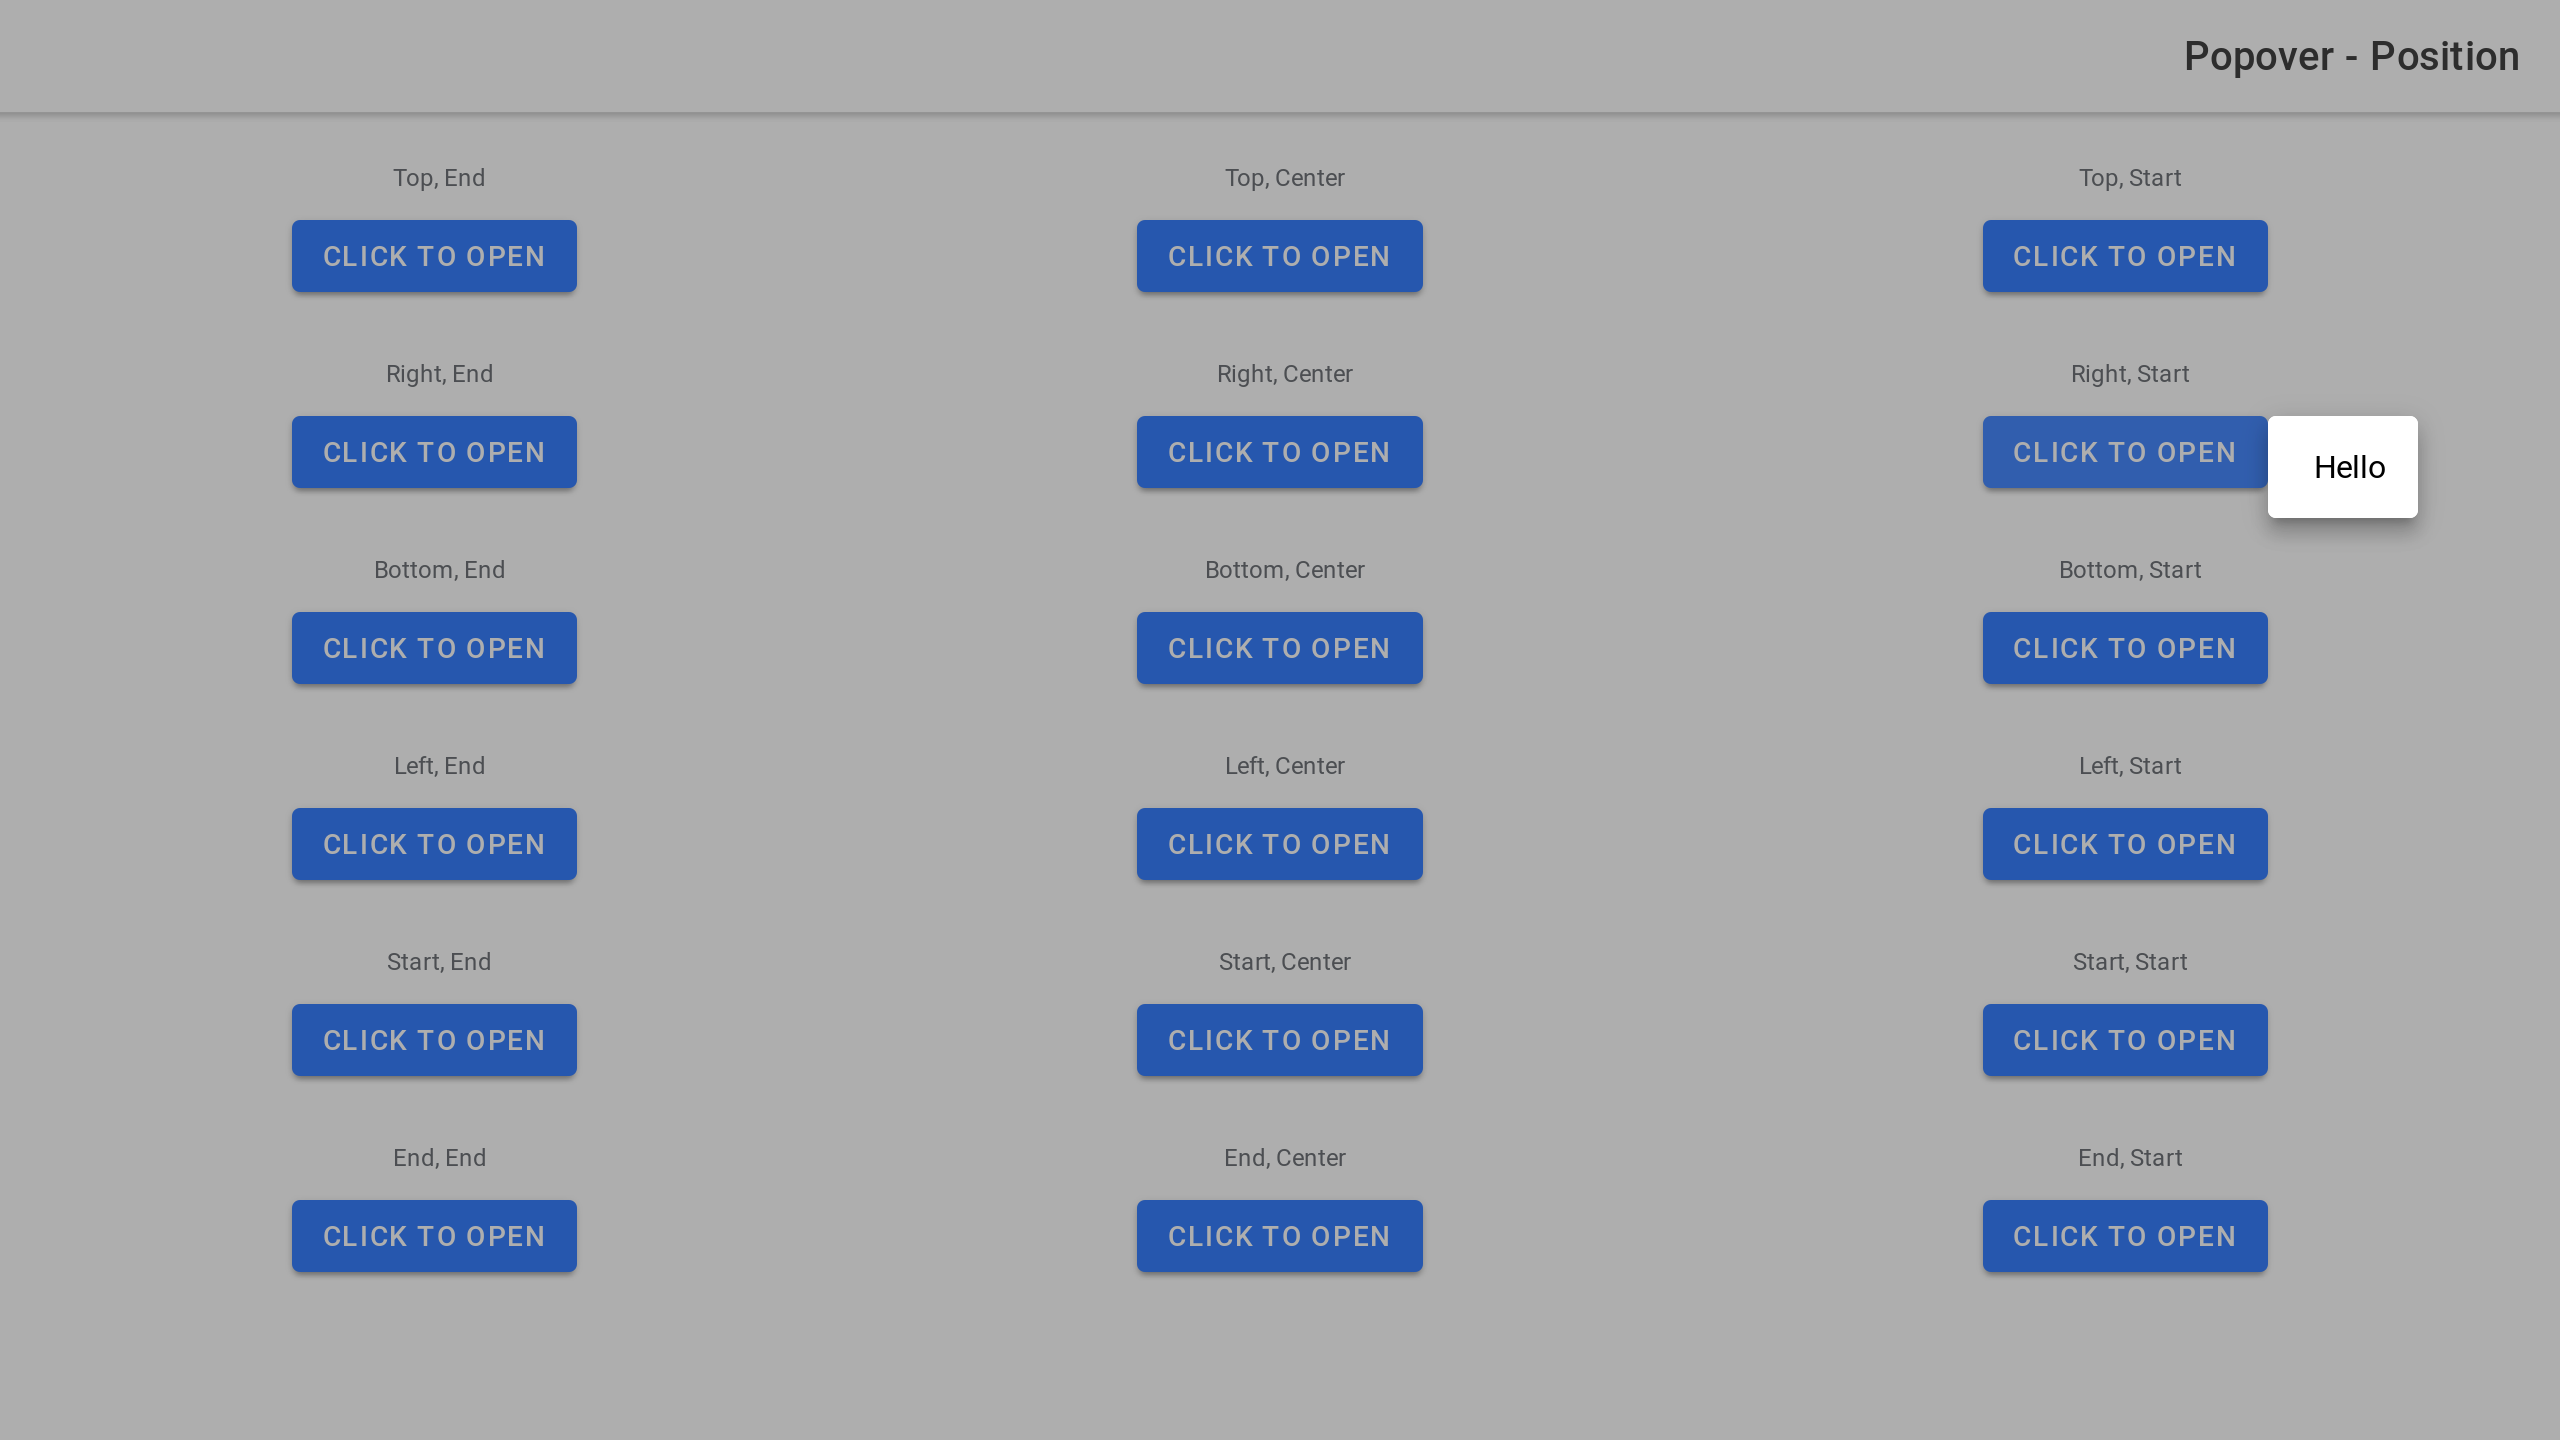 Popover - Position
Top, End
Top, Center
Top, Start
CLICK TO OPEN
CLICK TO OPEN
CLICK TO OPEN
Right, End
Right, Center
Right, Start
CLICK TO OPEN
CLICK TO OPEN
CLICK TO OPEN
Hello
Bottom, End
Bottom, Center
Bottom, Start
CLICK TO OPEN
CLICK TO OPEN
CLICK TO OPEN
Left, End
Left, Center
Left, Start
CLICK TO OPEN
CLICK TO OPEN
CLICK TO OPEN
Start, End
Start, Center
Start, Start
CLICK TO OPEN
CLICK TO OPEN
CLICK TO OPEN
End, End
End, Center
End, Start
CLICK TO OPEN
CLICK TO OPEN
CLICK TO OPEN